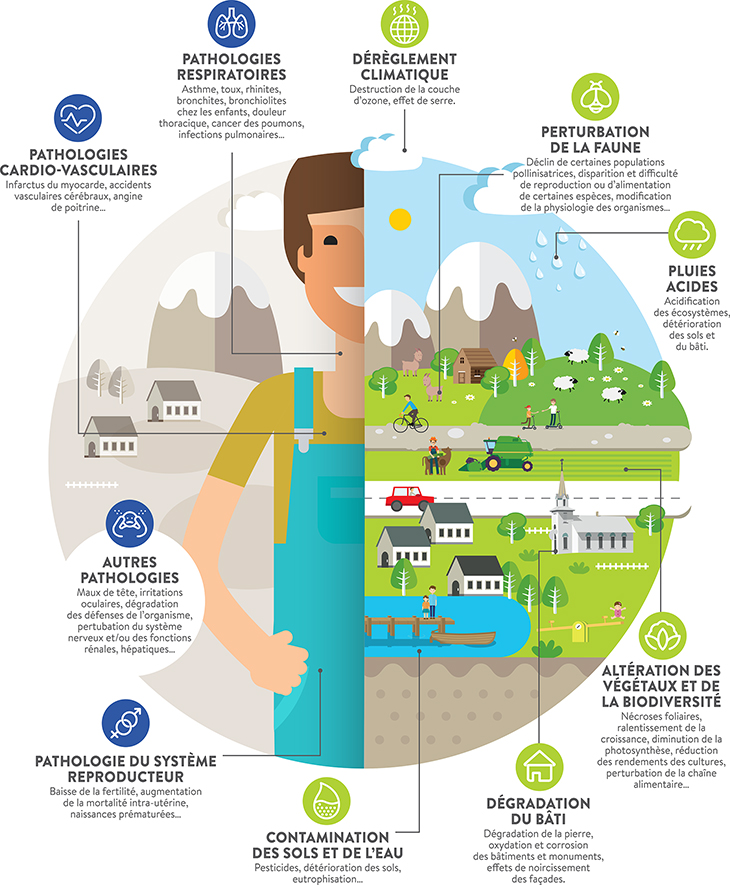 PATHOLOGIES
RESPIRATOIRES
Asthme, toux, rhinites,
bronchites, bronchiolites
chez les enfants, douleur
thoracique, cancer des poumons,
infections pulmonaires...
DÉRÈGLEMENT
CLIMATIQUE
Destruction de la couche
d'ozone, effet de serre.
PERTURBATION
DE LA FAUNE
Déclin de certaines populations
pollinisatrices, disparition et difficulté
de reproduction ou d'alimentation
de certaines espèces, modification
de la physiologie des organismes...
PATHOLOGIES
CARDIO-VASCULAIRES
Infarctus du myocarde, accidents
vasculaires cérébraux, angine
de poitrine...
PLUIES
ACIDES
Acidification
des écosystèmes,
détérioration
des sols et
du bâti.
AUTRES
PATHOLOGIES
Maux de tête, irritations
oculaires, dégradation
des défenses de l'organisme,
pertubation du système
nerveux et/ou des fonctions
rénales, hépatiques...
ALTÉRATION DES
VÉGÉTAUX ET DE
LA BIODIVERSITÉ
Nécroses foliaires,
ralentissement de la
croissance, diminution de la
photosynthèse, réduction
des rendements des cultures,
perturbation de la chaîne
alimentaire...
PATHOLOGIE DU SYSTÈME
REPRODUCTEUR
Baisse de la fertilité, augmentation
de la mortalité intra-utérine,
naissances prématurées...
CONTAMINATION
DES SOLS ET DE L'EAU
Pesticides, détérioration des sols,
eutrophisation...
DÉGRADATION
DU BÂTI
Dégradation de la pierre,
oxydation et corrosion
des bâtiments et monuments,
effets de noircissement
des façades.